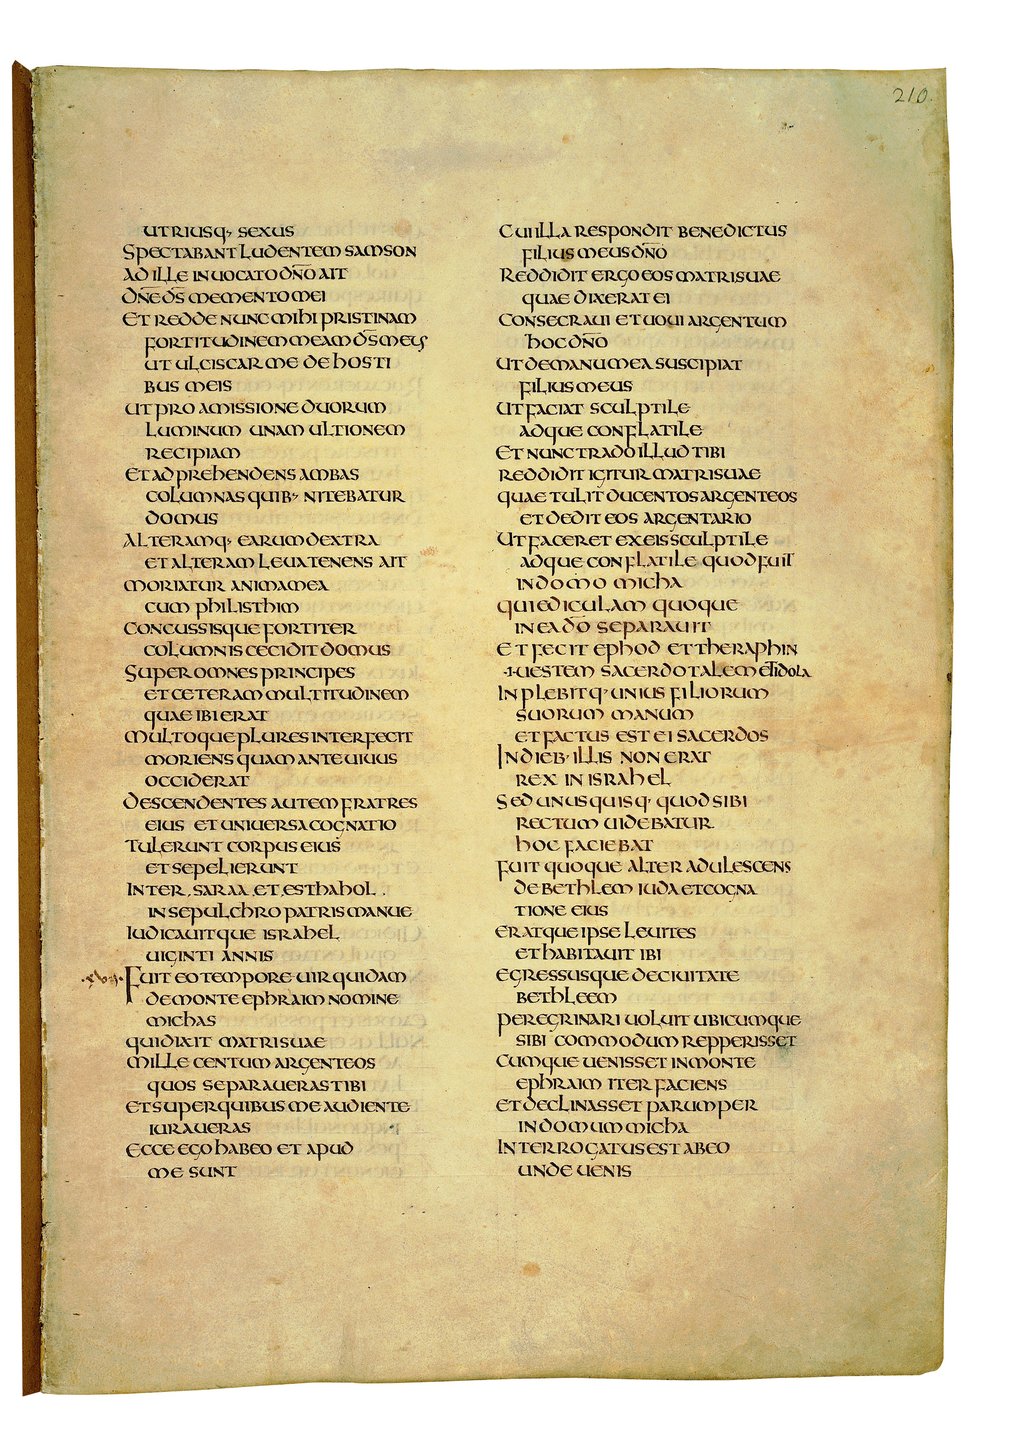 210.
utriusq· sexus
Spectabant ludentem samson
ad ille inuocato dn̄o ait
dn̄e ds̄ memento mei
Et redde nunc mihi pristinam
fortitudinem meam ds̄ meus
ut ulciscar me de hosti
bus meis
ut pro amissione duorum
luminum unam ultionem
recipiam
Et adprehendens ambas
columnas quib· nitebatur
domus
Alteramq· earum dextra
et alteram leua tenens ait
moriatur anima mea
cum philisthim
Concussisque fortiter
columnis cecidit domus
Super omnes principes
et ceteram multitudinem
quae ibi erat
multoque plures interfecit
moriens quam ante uiuus
occiderat
descendentes autem fratres
eius et uniuersa cognatio
Tulerunt corpus eius
et sepelierunt
Inter. saraa. et. esthahol.
in sepulchro patris manue
Iudicauitque israhel
uiginti annis
Fuit eo tempore uir quidam
de monte ephraim nomine
michas
qui dixit matri suae
mille centum argenteos
quos separaueras tibi
et super quibus me audiente
iuraueras
Ecce ego habeo et apud
me sunt
Cui illa respondit benedictus
filius meus dn̄o
Reddidit ergo eos matri suae
quae dixerat ei
Consecraui et uoui argentum
hoc dn̄o
Ut de manu mea suscipiat
filius meus
Ut faciat sculptile
adque conflatile
Et nunc trado illud tibi
Reddidit igitur matri suae
quae tulit ducentos argenteos
et dedit eos argentario
Ut faceret ex eis sculptile
adque conflatile quod fuit
in domo micha
qui ediculam quoque
in ea dō separauit
Et fecit ephod et theraphin
·i·uestem sacerdotalem et idola
Inplebitq· unius filiorum
suorum manum
et factus est ei sacerdos
In dieb· illis non erat
rex in israhel
Sed unusquisq· quod sibi
rectum uidebatur
hoc faciebat
Fuit quoque alter adulescens
de bethlem iuda et cogna
tione eius
eratque ipse leuites
et habitauit ibi
egressusque de ciuitate
bethleem
peregrinari uoluit ubicumque
sibi commodum repperisset
cumque uenisset in monte
ephraim iter faciens
et declinasset parumper
in domum micha
Interrogatus est ab eo
unde uenis